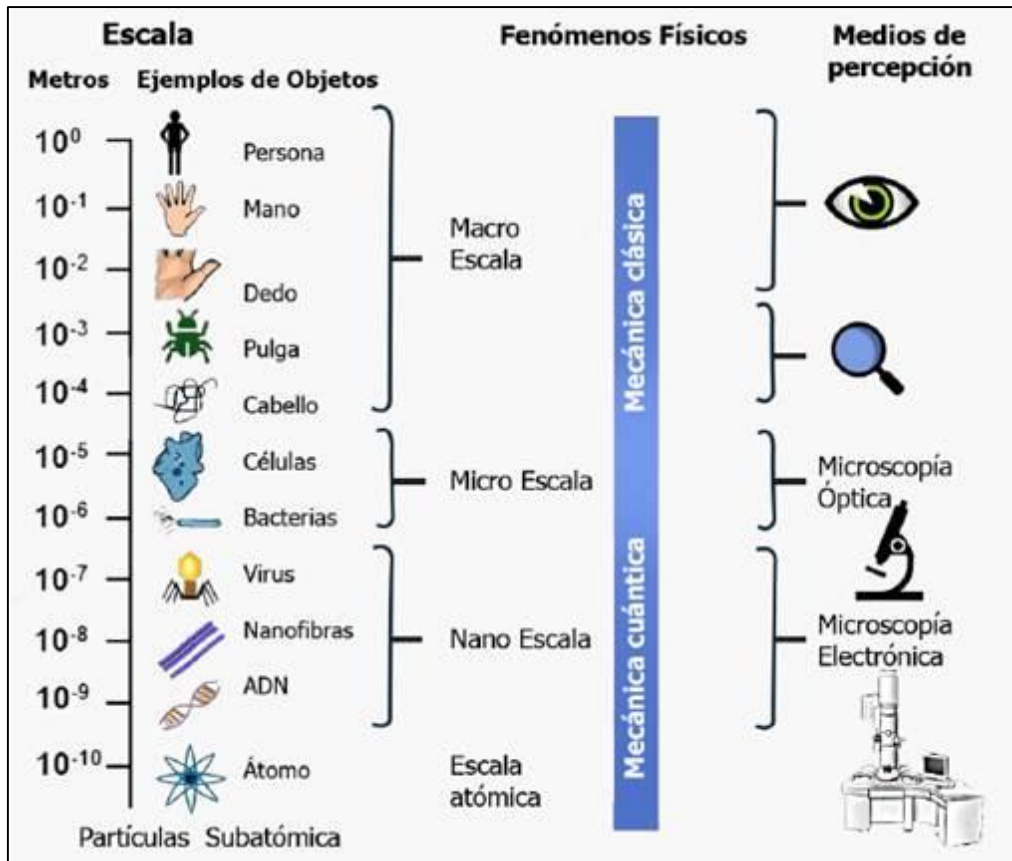 Escala
Fenómenos Físicos
Medios de
percepción
Metros
Ejemplos de Objetos
10⁰
Persona
10⁻¹
Mano
10⁻²
Dedo
10⁻³
Pulga
10⁻⁴
Cabello
10⁻⁵
Células
10⁻⁶
Bacterias
10⁻⁷
Virus
10⁻⁸
Nanofibras
10⁻⁹
ADN
10⁻¹⁰
Átomo
Partículas Subatómica
Macro
Escala
Micro Escala
Nano Escala
Escala
atómica
Mecánica clásica
Mecánica cuántica
Microscopía
Óptica
Microscopía
Electrónica